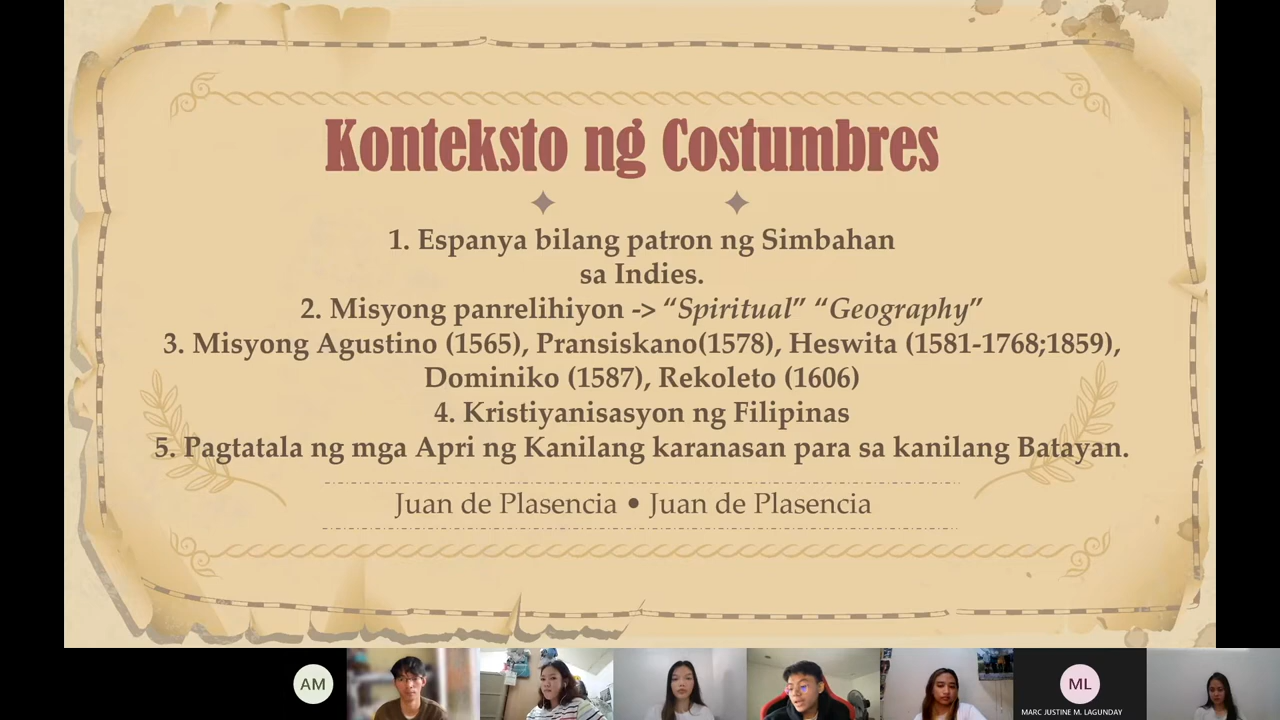 Konteksto ng Costumbres
1. Espanya bilang patron ng Simbahan
sa Indies.
2. Misyong panrelihiyon -> “Spiritual” “Geography”
3. Misyong Agustino (1565), Pransiskano(1578), Heswita (1581-1768;1859),
Dominiko (1587), Rekoleto (1606)
4. Kristiyanisasyon ng Filipinas
5. Pagtatala ng mga Apri ng Kanilang karanasan para sa kanilang Batayan.
Juan de Plasencia • Juan de Plasencia
AM
ML
MARC JUSTINE M. LAGUNDAY